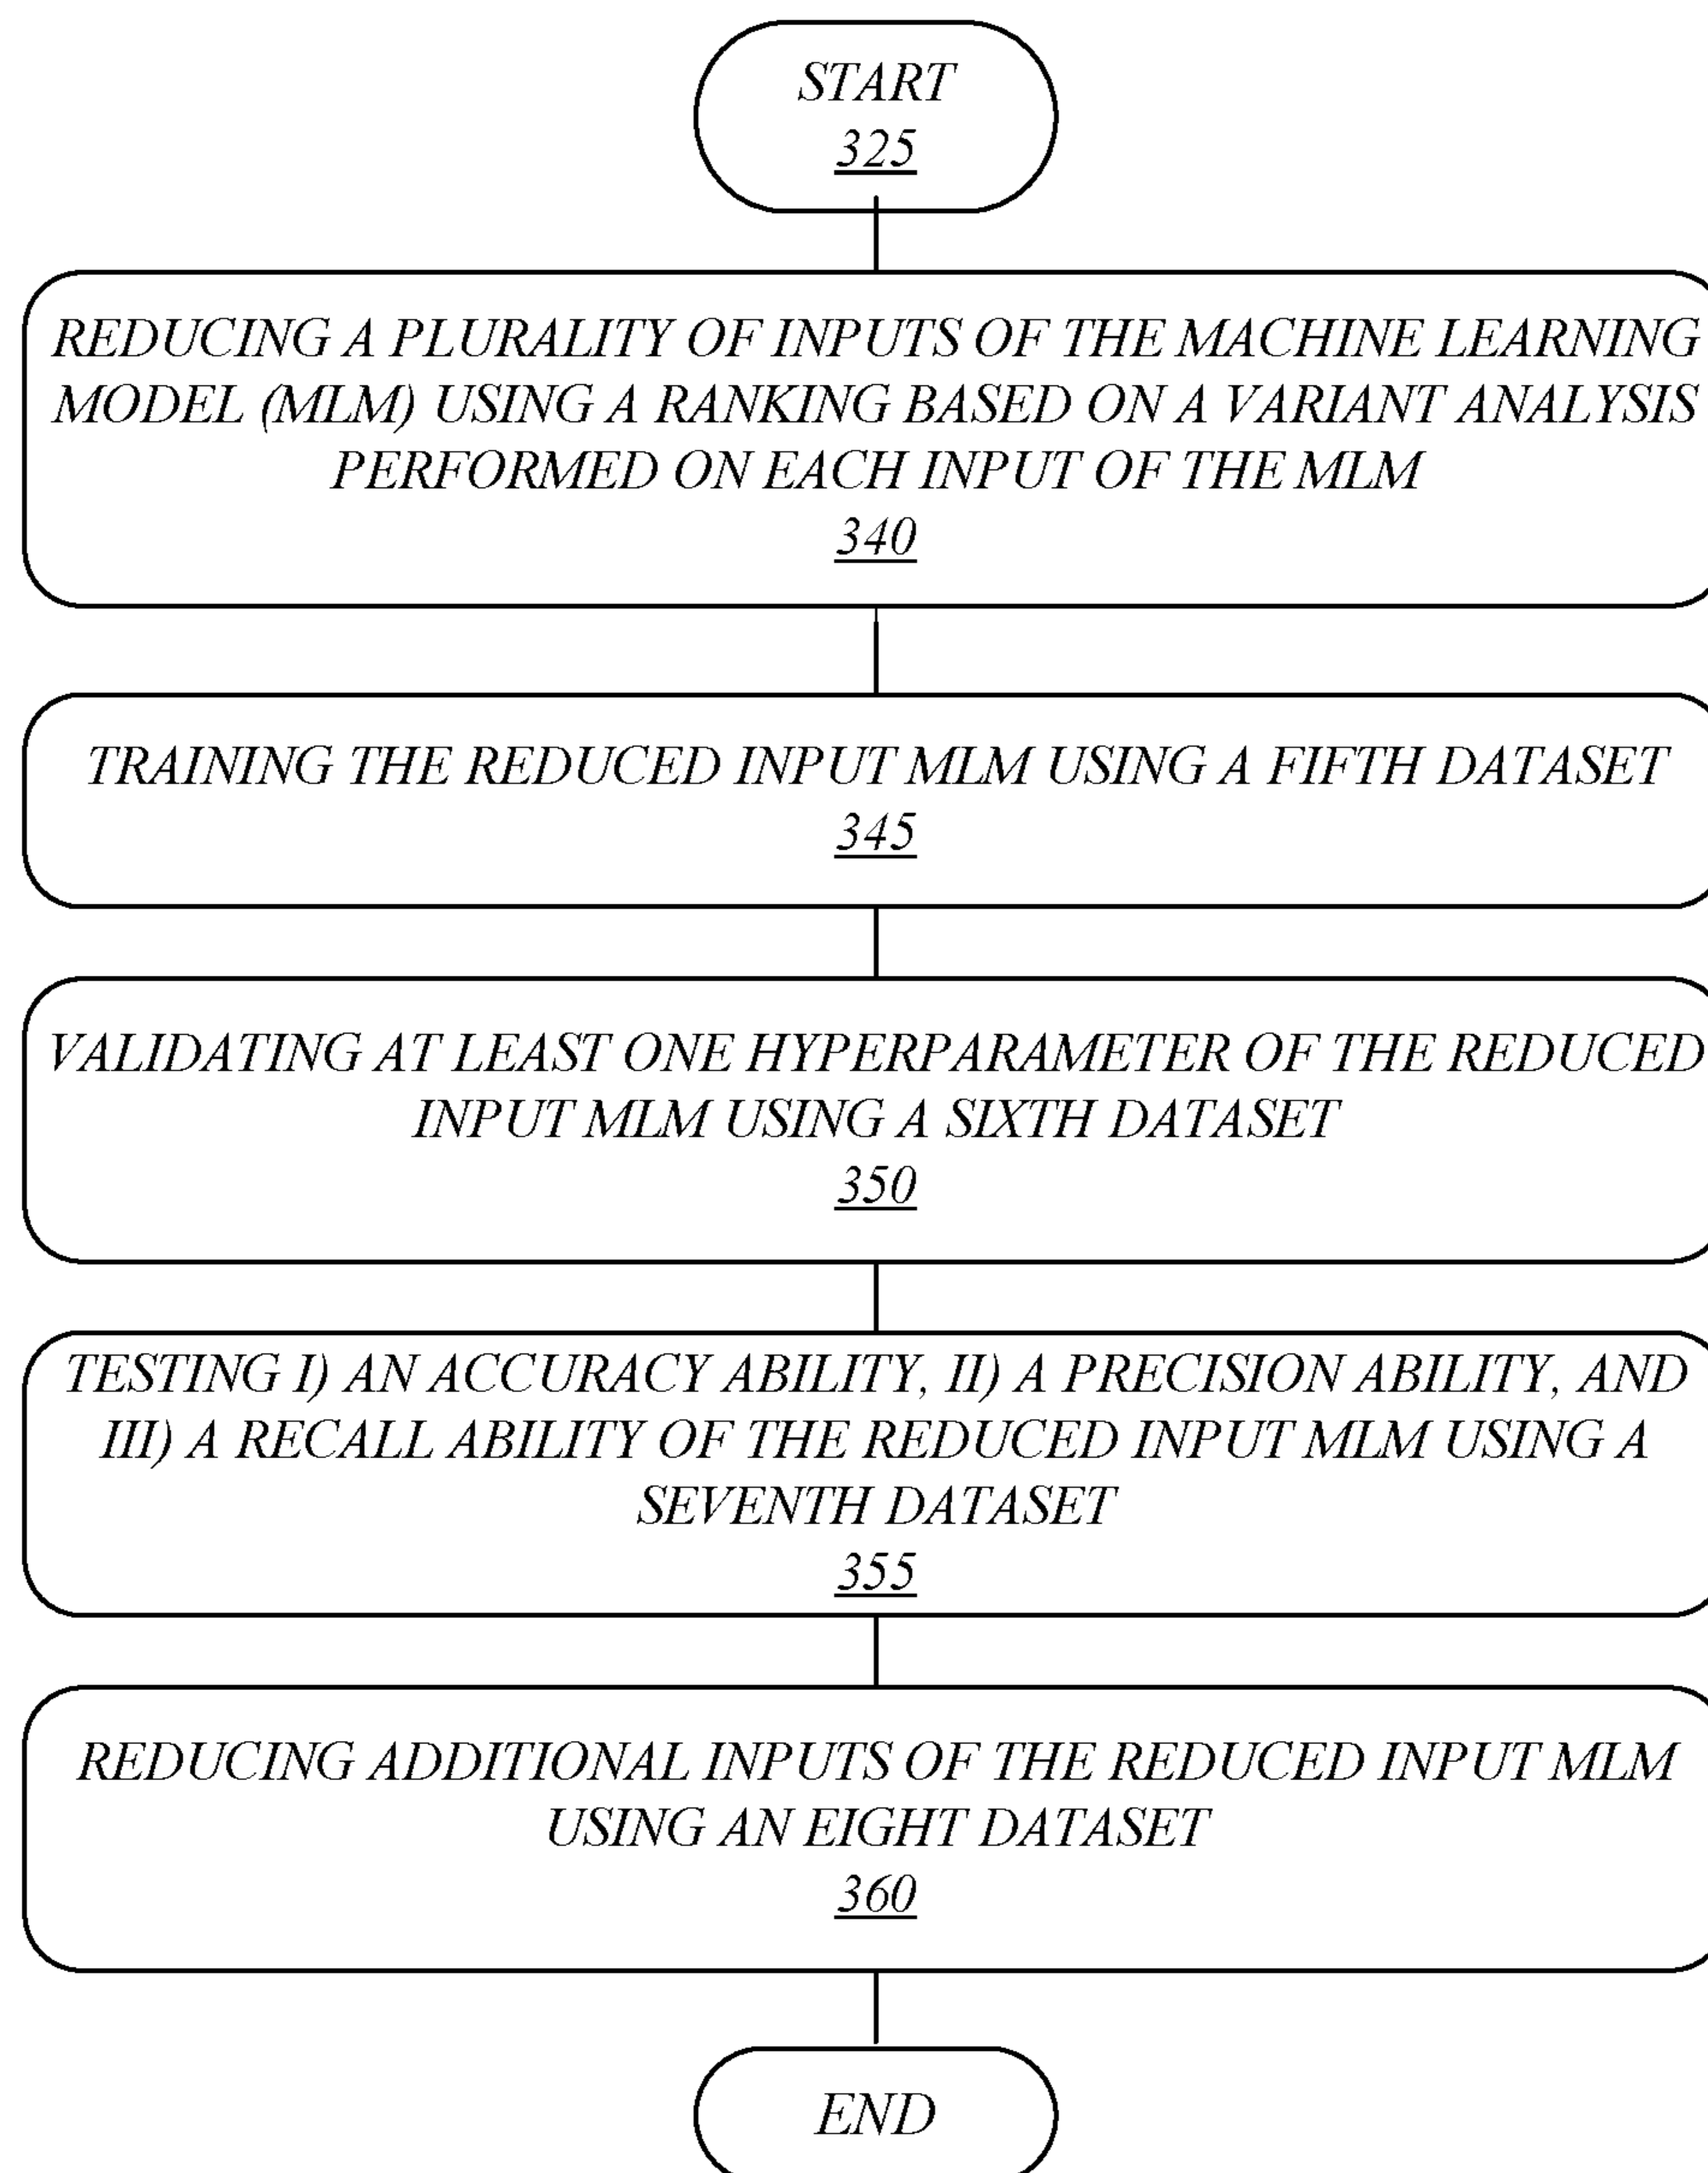 START
325
REDUCING A PLURALITY OF INPUTS OF THE MACHINE LEARNING
MODEL (MLM) USING A RANKING BASED ON A VARIANT ANALYSIS
PERFORMED ON EACH INPUT OF THE MLM
340
TRAINING THE REDUCED INPUT MLM USING A FIFTH DATASET
345
VALIDATING AT LEAST ONE HYPERPARAMETER OF THE REDUCED
INPUT MLM USING A SIXTH DATASET
350
TESTING I) AN ACCURACY ABILITY, II) A PRECISION ABILITY, AND
III) A RECALL ABILITY OF THE REDUCED INPUT MLM USING A
SEVENTH DATASET
355
REDUCING ADDITIONAL INPUTS OF THE REDUCED INPUT MLM
USING AN EIGHT DATASET
360
END